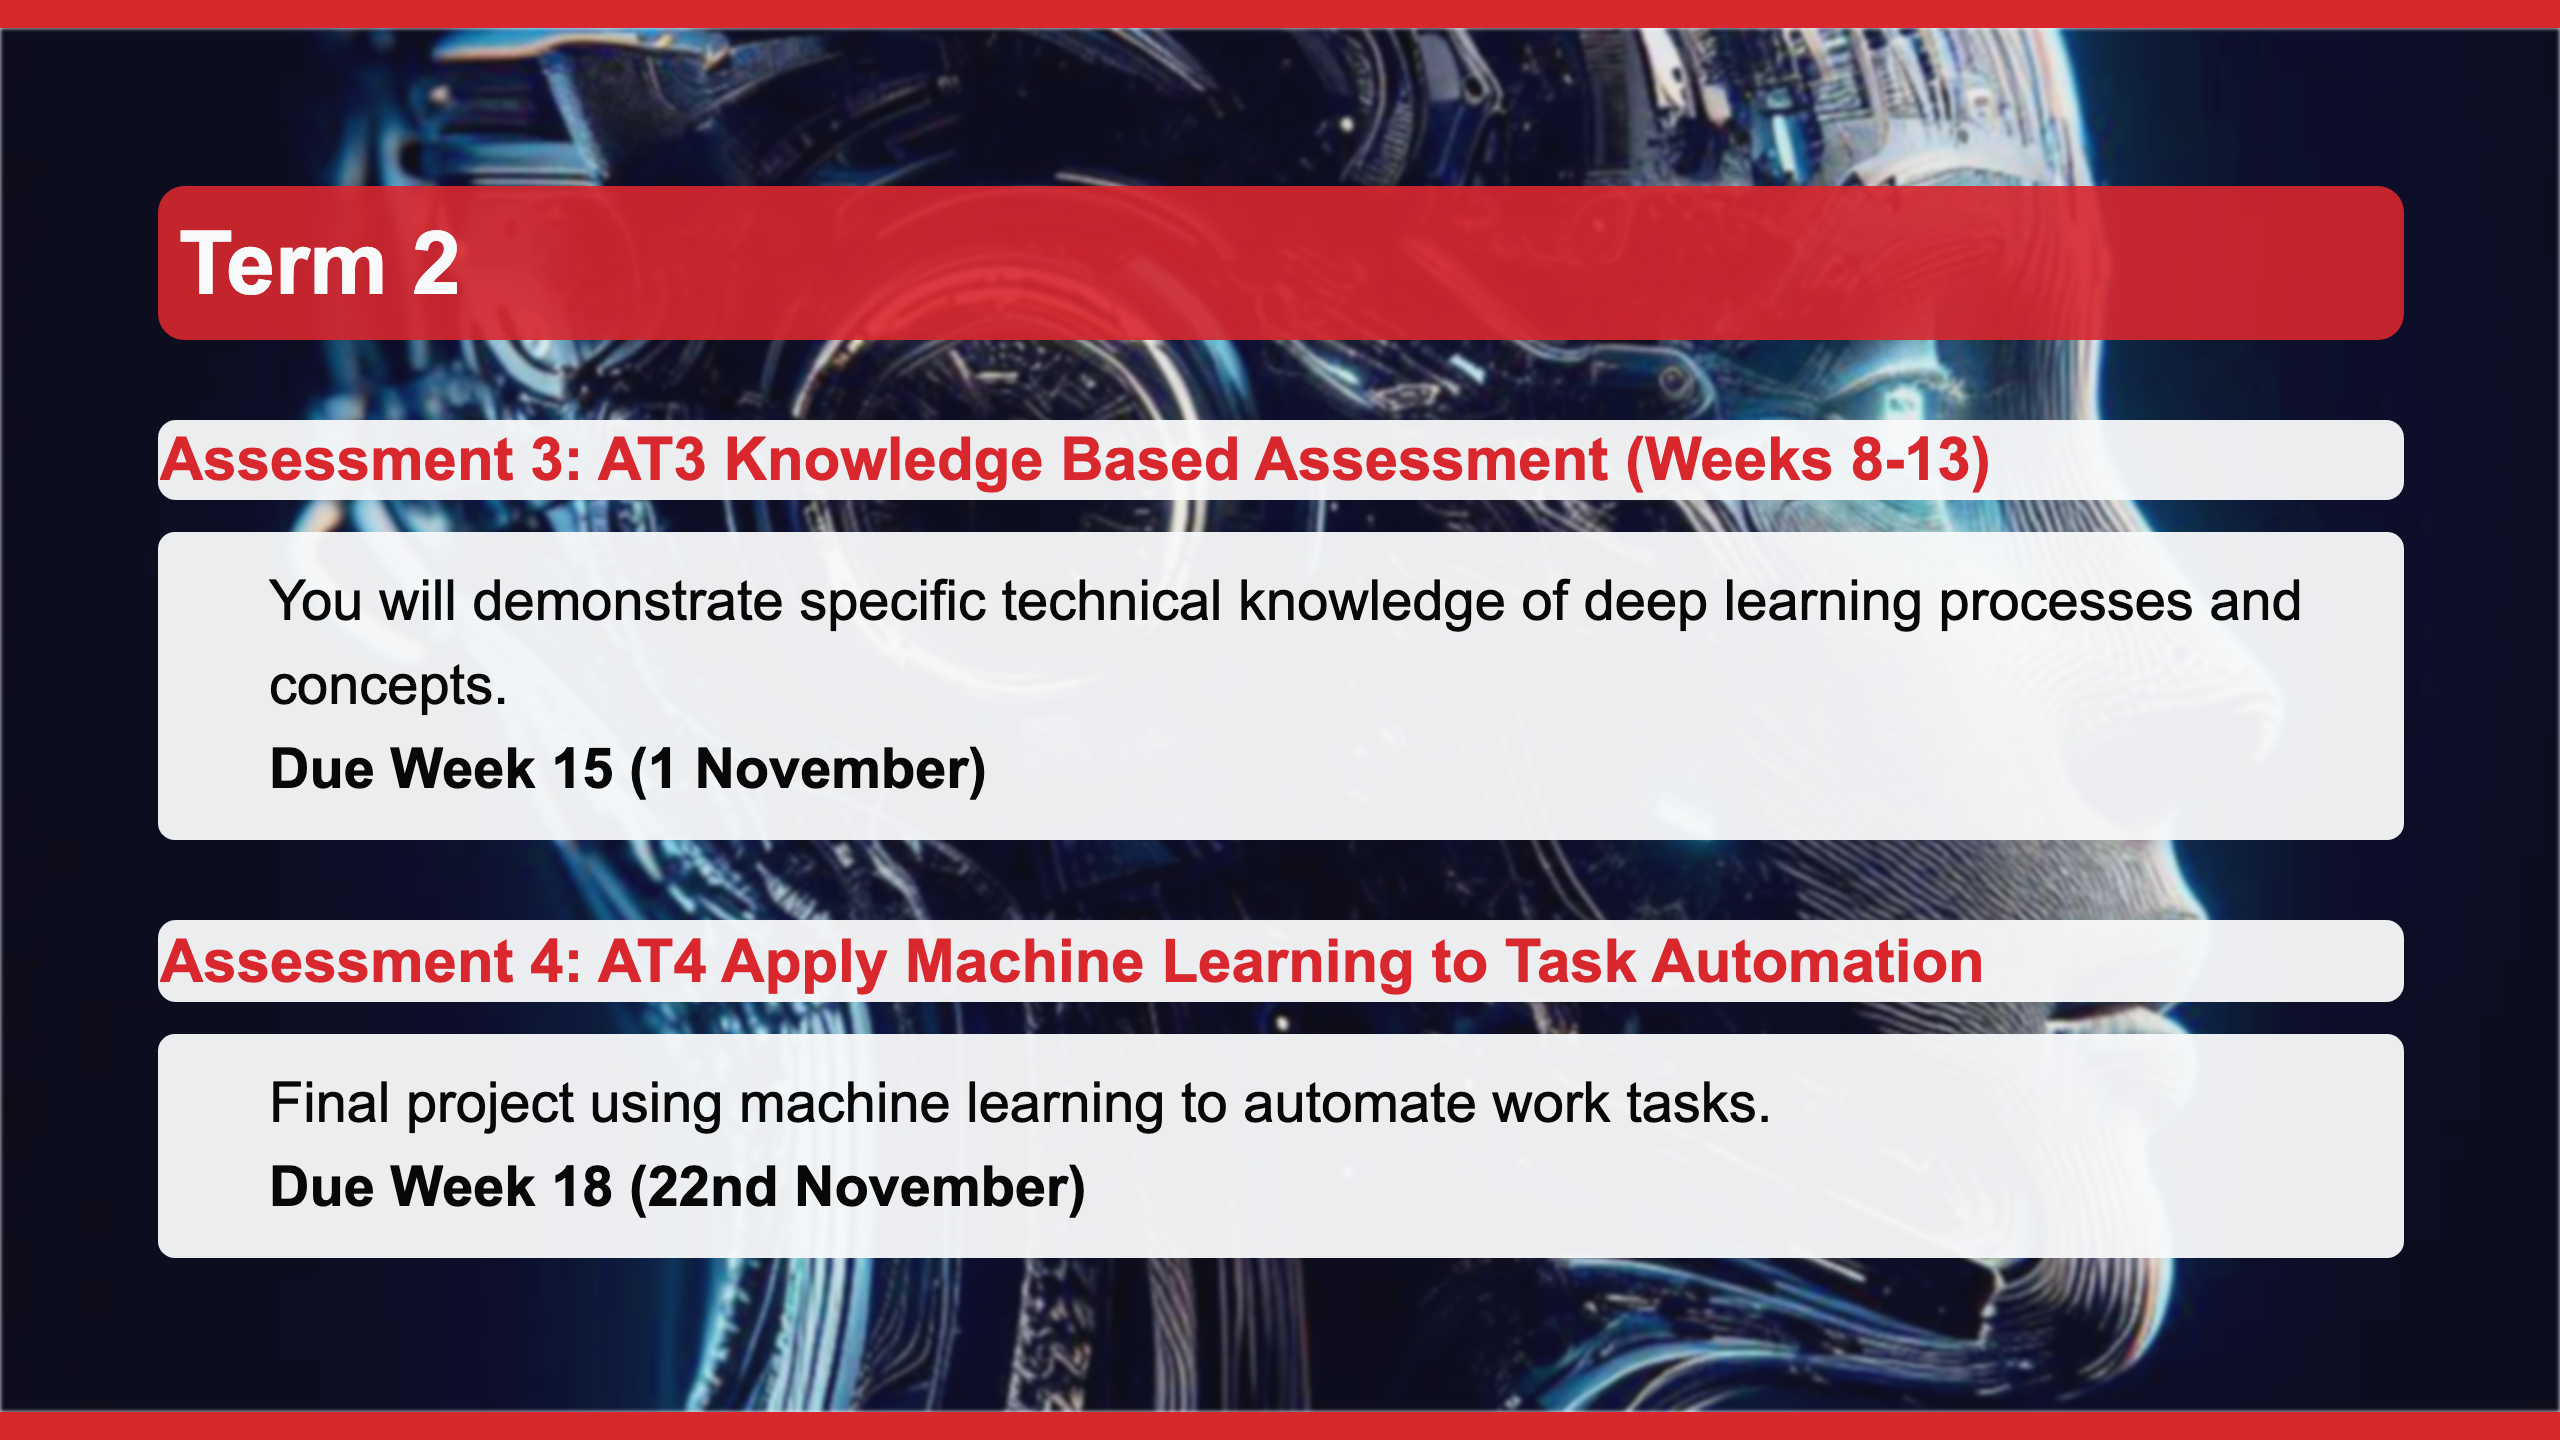 Term 2
Assessment 3: AT3 Knowledge Based Assessment (Weeks 8-13)
You will demonstrate specific technical knowledge of deep learning processes and
concepts.
Due Week 15 (1 November)
Assessment 4: AT4 Apply Machine Learning to Task Automation
Final project using machine learning to automate work tasks.
Due Week 18 (22nd November)